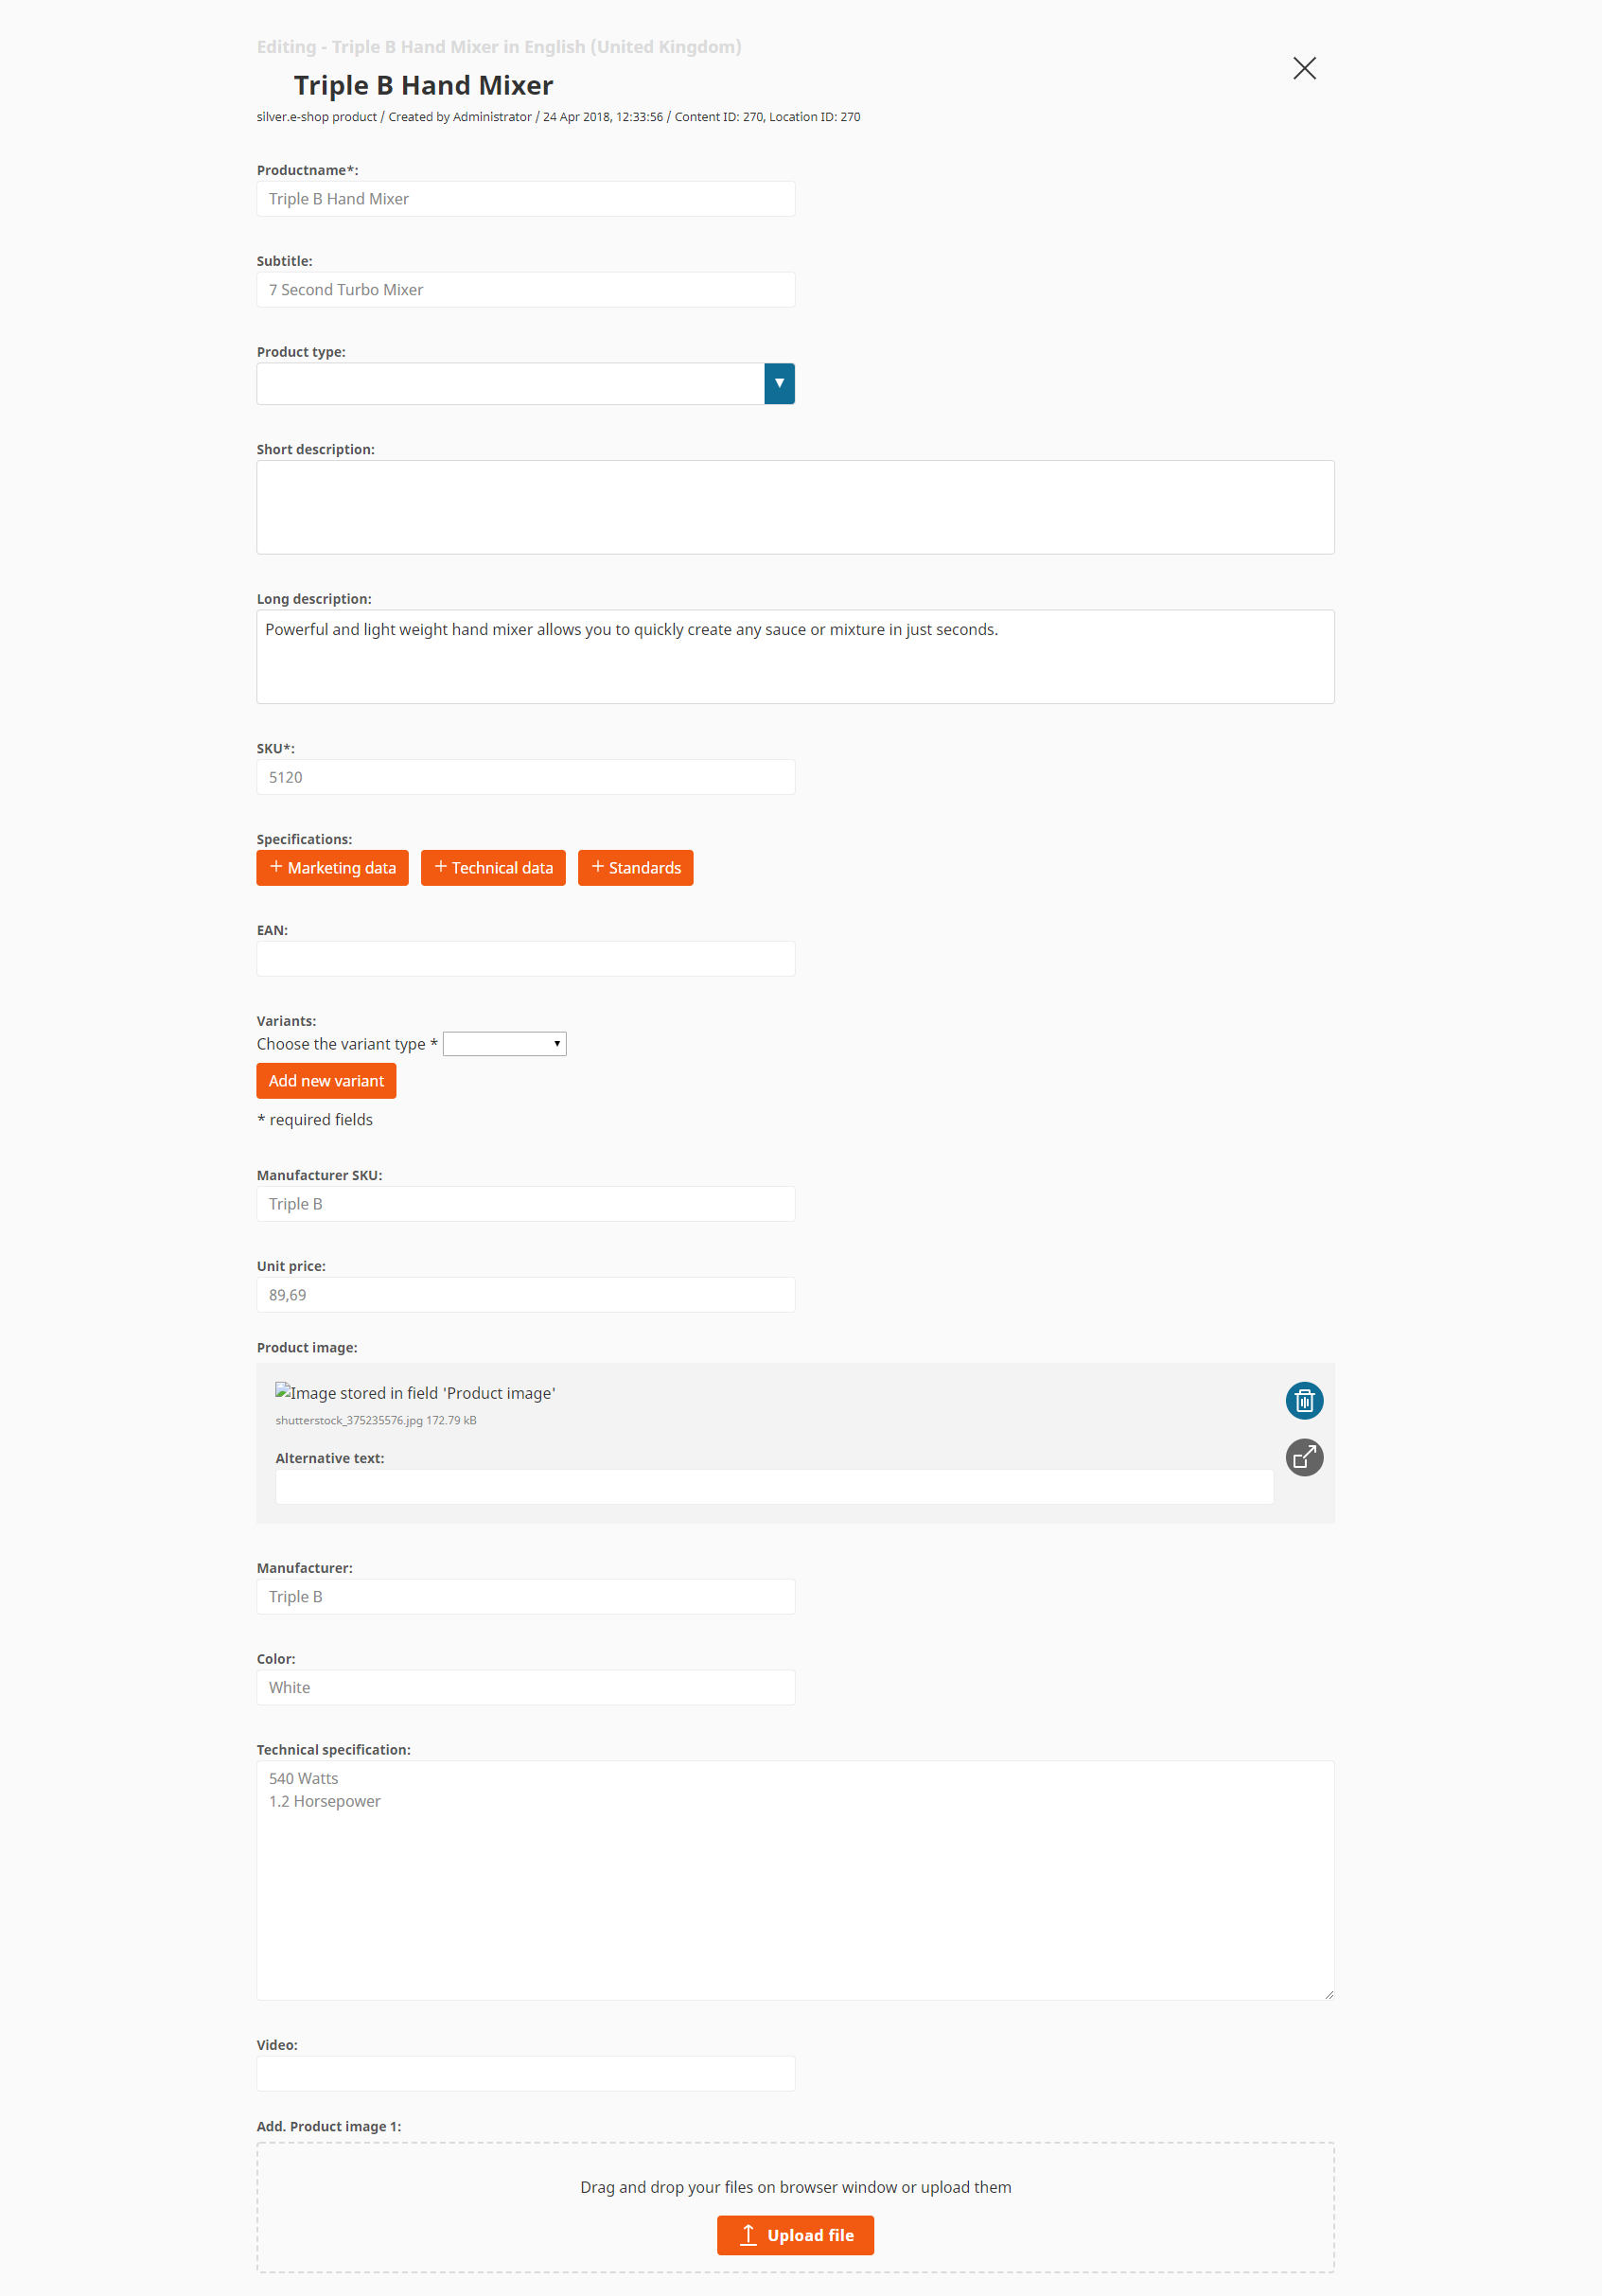 Editing - Triple B Hand Mixer in English (United Kingdom)
Triple B Hand Mixer
silver.e-shop product / Created by Administrator / 24 Apr 2018, 12:33:56 / Content ID: 270, Location ID: 270
Productname*:
Triple B Hand Mixer
Subtitle:
7 Second Turbo Mixer
Product type:
Short description:
Long description:
Powerful and light weight hand mixer allows you to quickly create any sauce or mixture in just seconds.
SKU*:
5120
Specifications:
+ Marketing data + Technical data + Standards
EAN:
Variants:
Choose the variant type *
Add new variant
* required fields
Manufacturer SKU:
Triple B
Unit price:
89,69
Product image:
Image stored in field 'Product image'
shutterstock_375235576.jpg 172.79 kB
Alternative text:
Manufacturer:
Triple B
Color:
White
Technical specification:
540 Watts
1.2 Horsepower
Video:
Add. Product image 1:
Drag and drop your files on browser window or upload them
Upload file